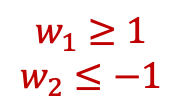 w₁ ≥ 1
w₂ ≤ −1